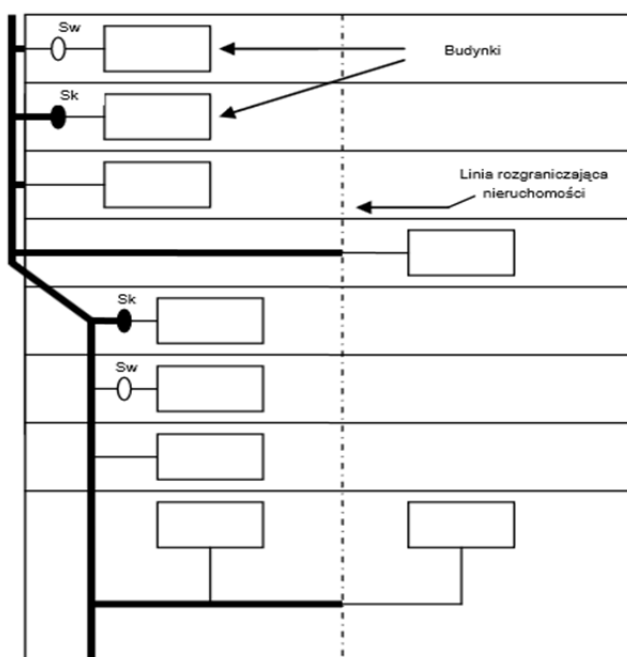 Sw
Budynki
Sk
Linia rozgraniczająca
nieruchomości
Sk
Sw